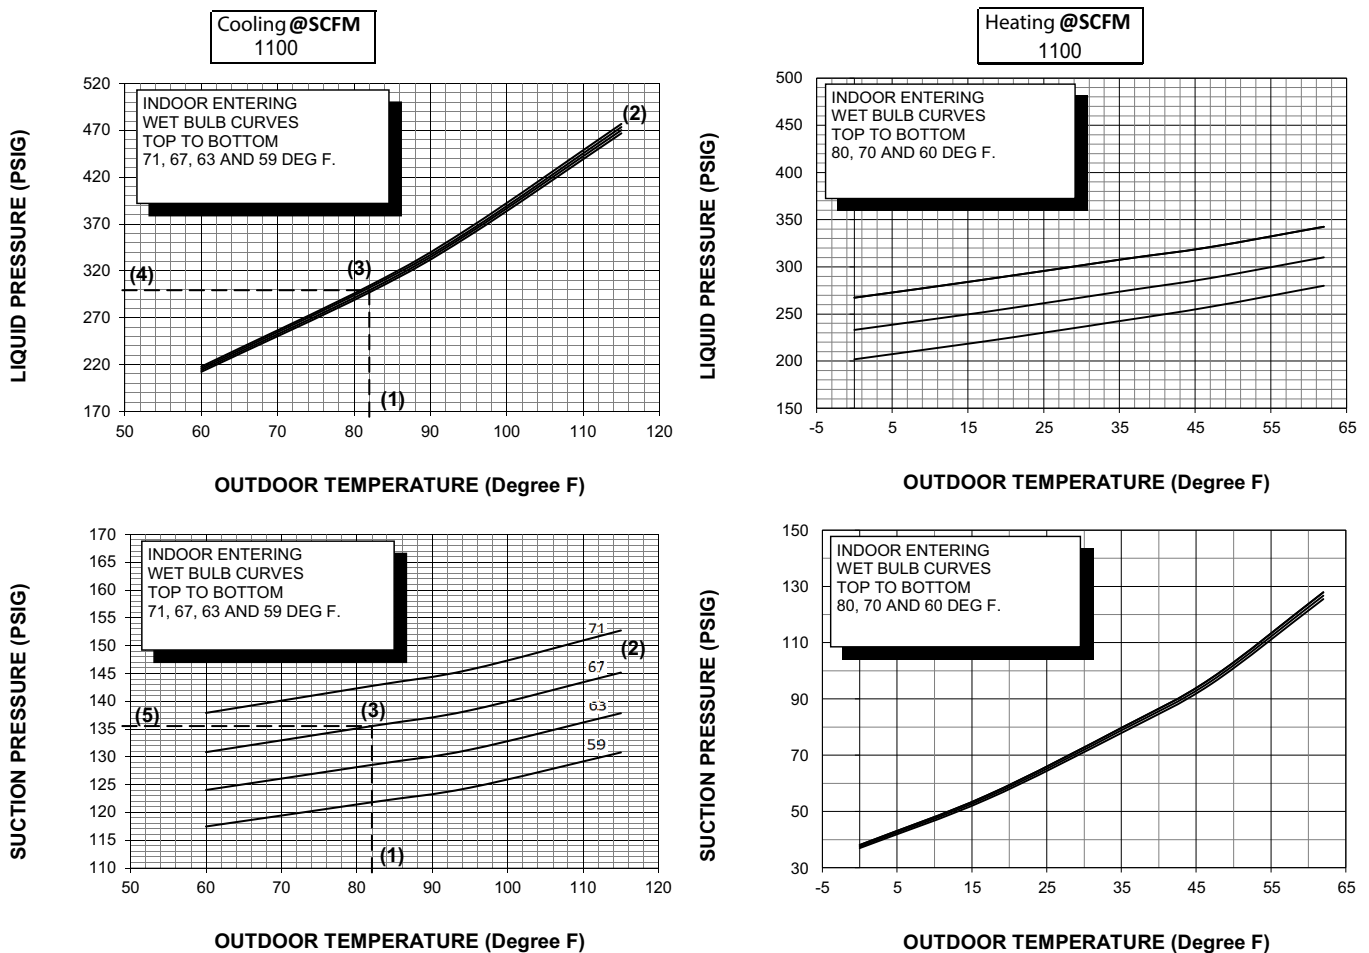 Cooling @SCFM
1100
520
470
420
370
320
270
220
170
LIQUID PRESSURE (PSIG)
INDOOR ENTERING
WET BULB CURVES
TOP TO BOTTOM
71, 67, 63 AND 59 DEG F.
(2)
(3)
(4)
(1)
50 60 70 80 90 100 110 120
OUTDOOR TEMPERATURE (Degree F)
Heating @SCFM
1100
500
450
400
350
300
250
200
150
LIQUID PRESSURE (PSIG)
INDOOR ENTERING
WET BULB CURVES
TOP TO BOTTOM
80, 70 AND 60 DEG F.
-5 5 15 25 35 45 55 65
OUTDOOR TEMPERATURE (Degree F)
170
165
160
155
150
145
140
135
130
125
120
115
110
SUCTION PRESSURE (PSIG)
INDOOR ENTERING
WET BULB CURVES
TOP TO BOTTOM
71, 67, 63 AND 59 DEG F.
71
(2)
67
63
59
(3)
(5)
(1)
50 60 70 80 90 100 110 120
OUTDOOR TEMPERATURE (Degree F)
150
130
110
90
70
50
30
SUCTION PRESSURE (PSIG)
INDOOR ENTERING
WET BULB CURVES
TOP TO BOTTOM
80, 70 AND 60 DEG F.
-5 5 15 25 35 45 55 65
OUTDOOR TEMPERATURE (Degree F)